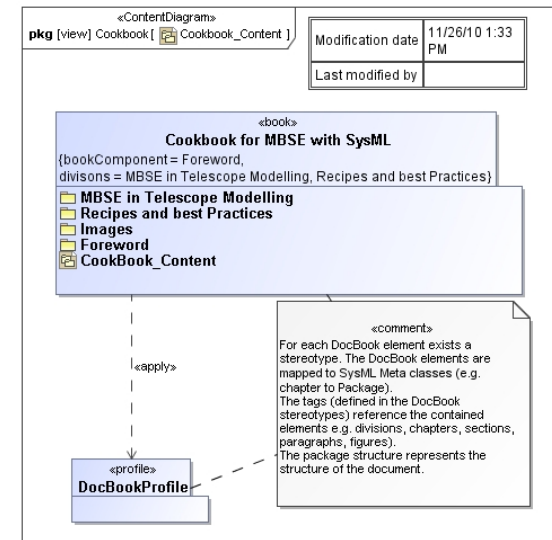 «ContentDiagram»
pkg [view] Cookbook [ Cookbook_Content ]
Modification date
11/26/10 1:33
PM
Last modified by
«book»
Cookbook for MBSE with SysML
{bookComponent = Foreword,
divisons = MBSE in Telescope Modelling, Recipes and best Practices}
MBSE in Telescope Modelling
Recipes and best Practices
Images
Foreword
CookBook_Content
«apply»
«comment»
For each DocBook element exists a
stereotype. The DocBook elements are
mapped to SysML Meta classes (e.g.
chapter to Package).
The tags (defined in the DocBook
stereotypes) reference the contained
elements e.g. divisions, chapters, sections,
paragraphs, figures).
The package structure represents the
structure of the document.
«profile»
DocBookProfile